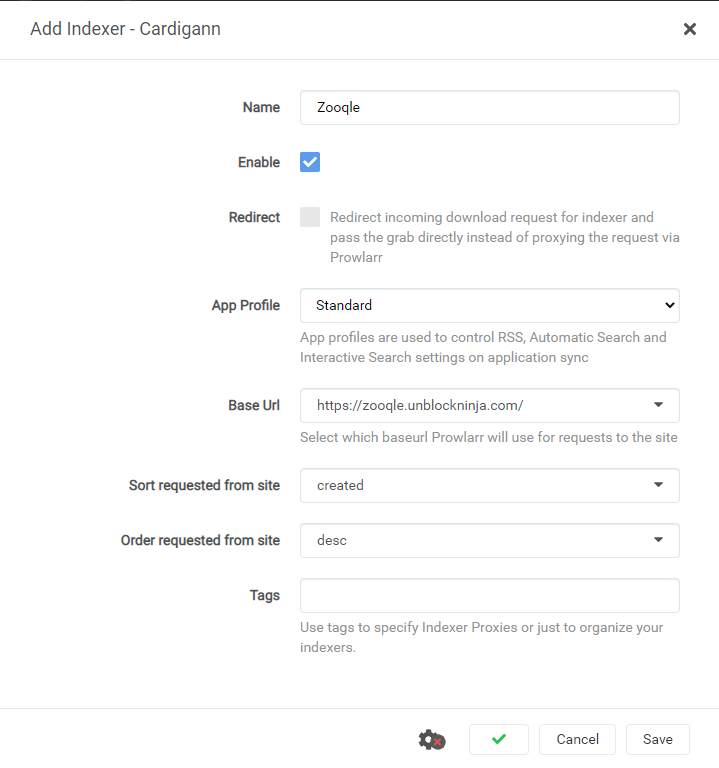 Add Indexer - Cardigann
Name
Zooqle
Enable
Redirect
Redirect incoming download request for indexer and
pass the grab directly instead of proxying the request via
Prowlarr
App Profile
Standard
App profiles are used to control RSS, Automatic Search and
Interactive Search settings on application sync
Base Url
https://zooqle.unblockninja.com/
Select which baseurl Prowlarr will use for requests to the site
Sort requested from site
created
Order requested from site
desc
Tags
Use tags to specify Indexer Proxies or just to organize your
indexers.
Cancel
Save